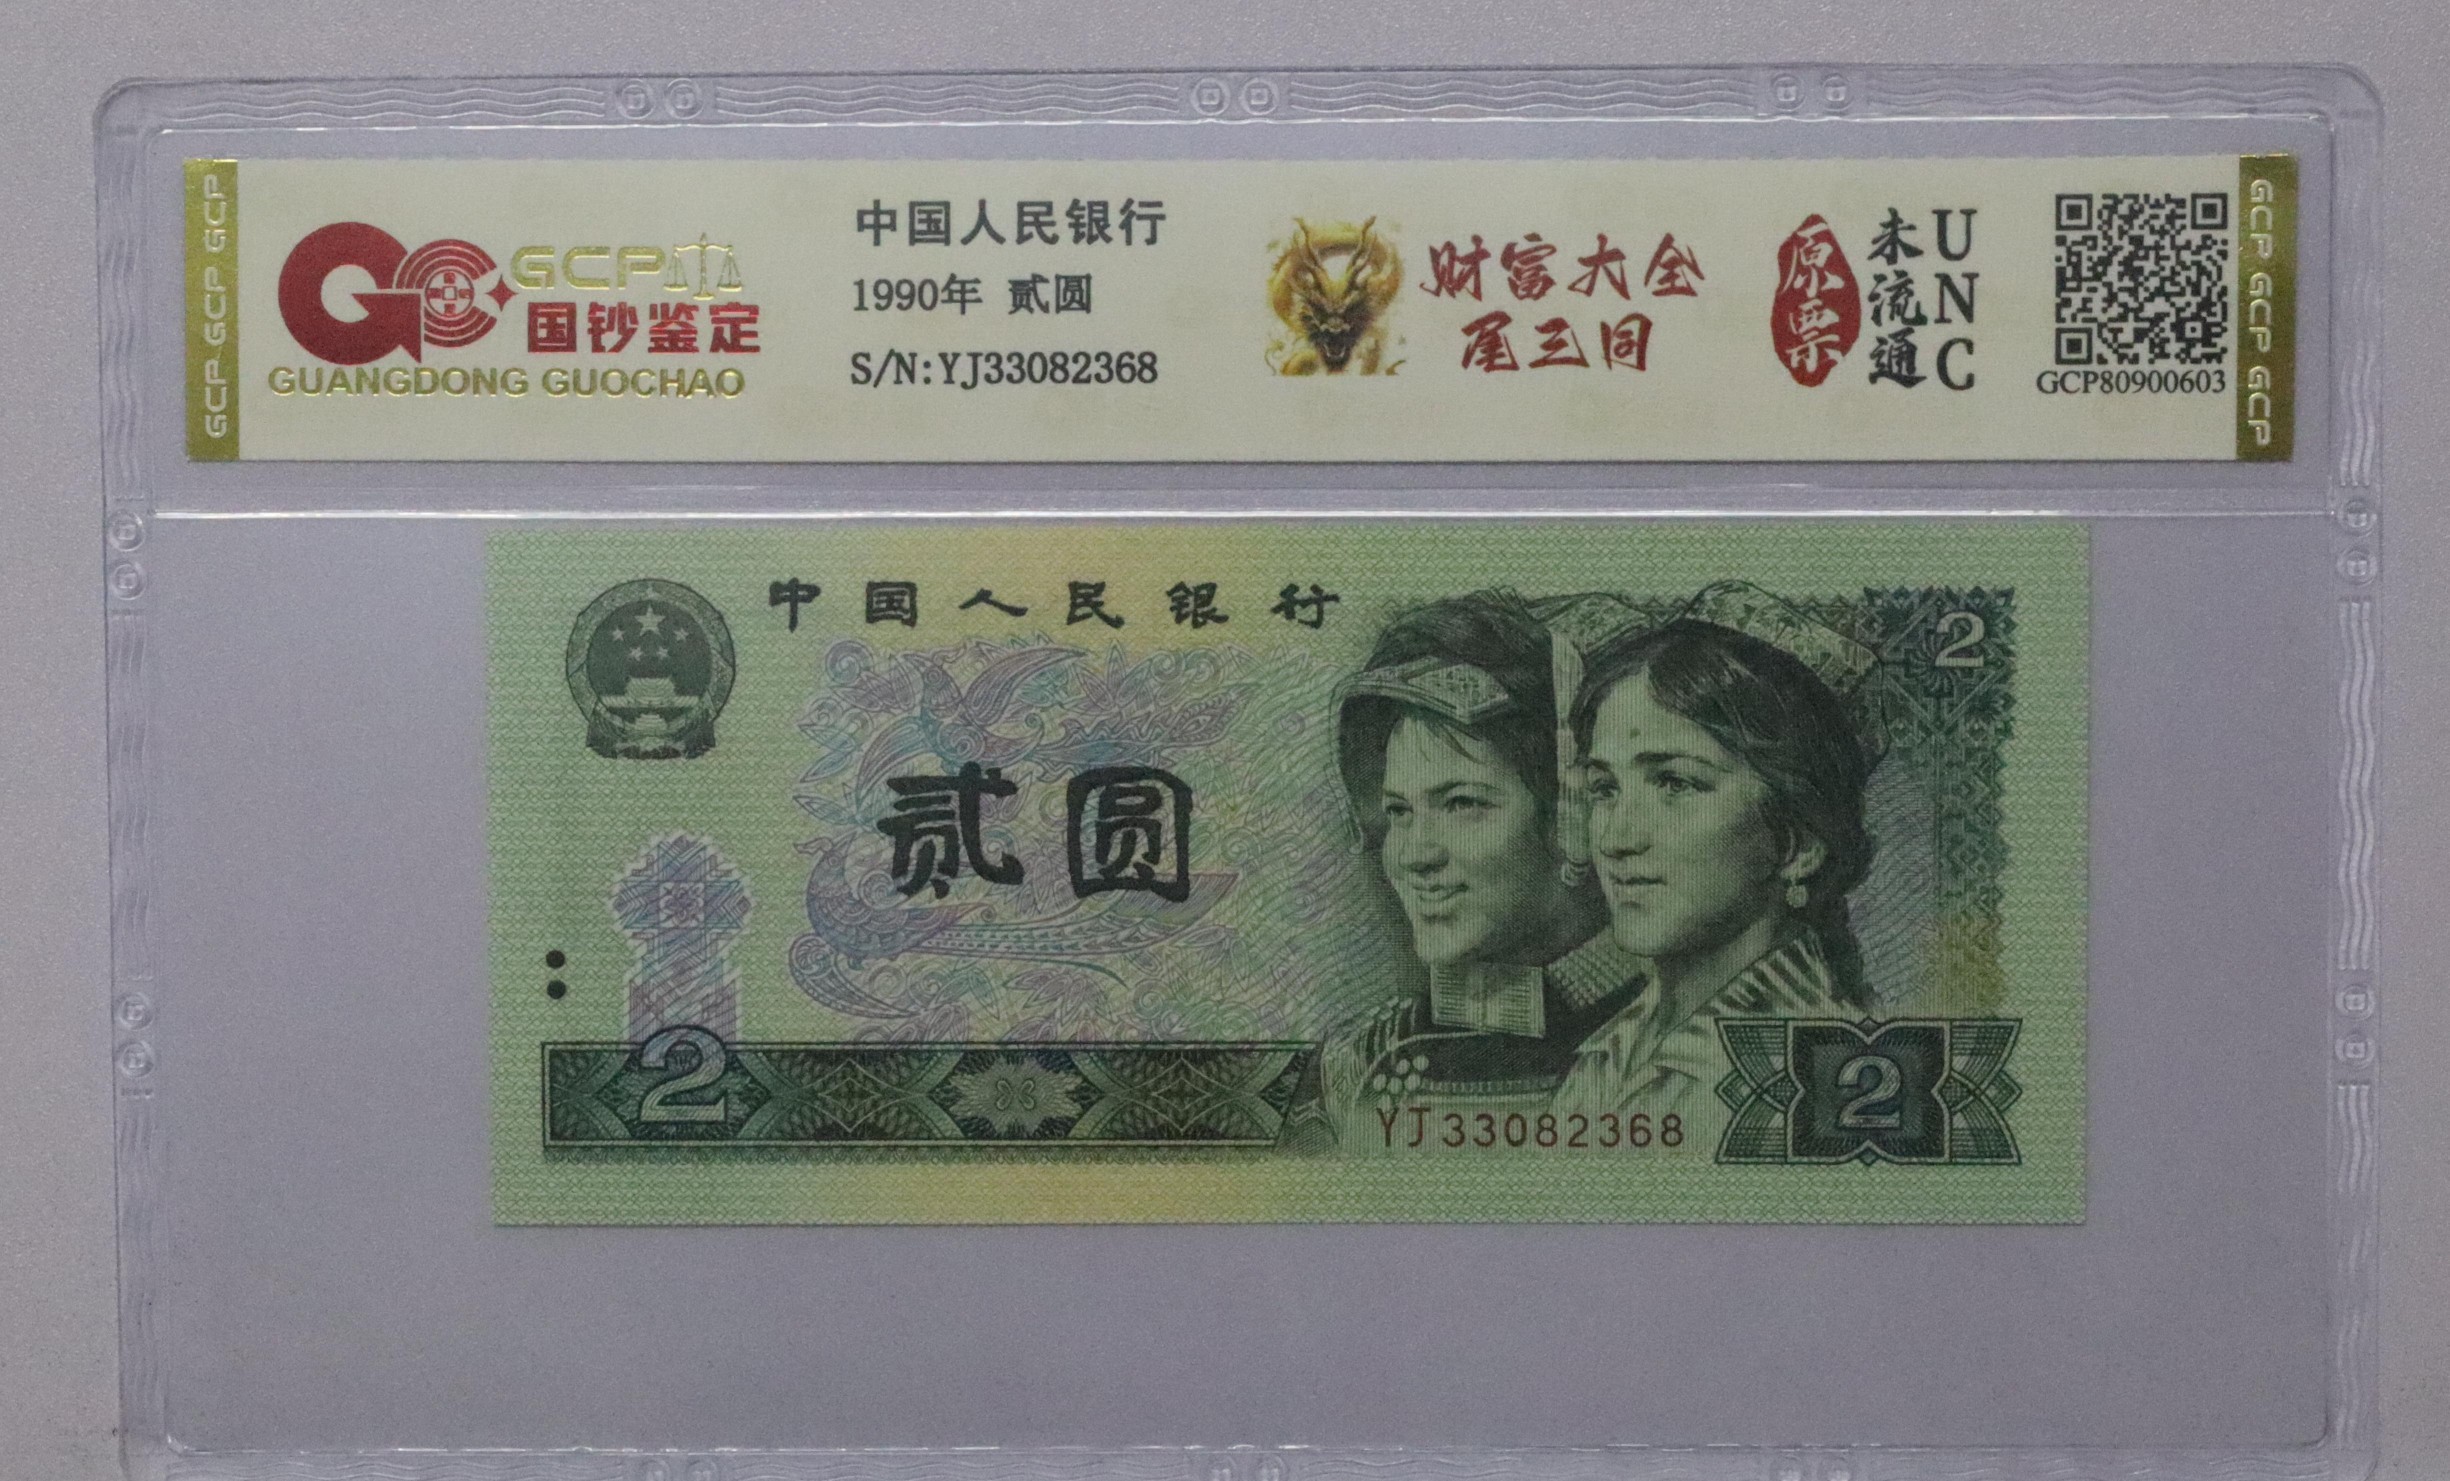 GCP GCP GCP
GCP
国钞鉴定
GUANGDONG GUOCHAO
中国人民银行
1990年 贰圆
S/N:YJ33082368
财富大全
尾三同
原票
未流通
UNC
GCP80900603
GCP GCP GCP
中国人民银行
2
贰圆
2
YJ33082368
2